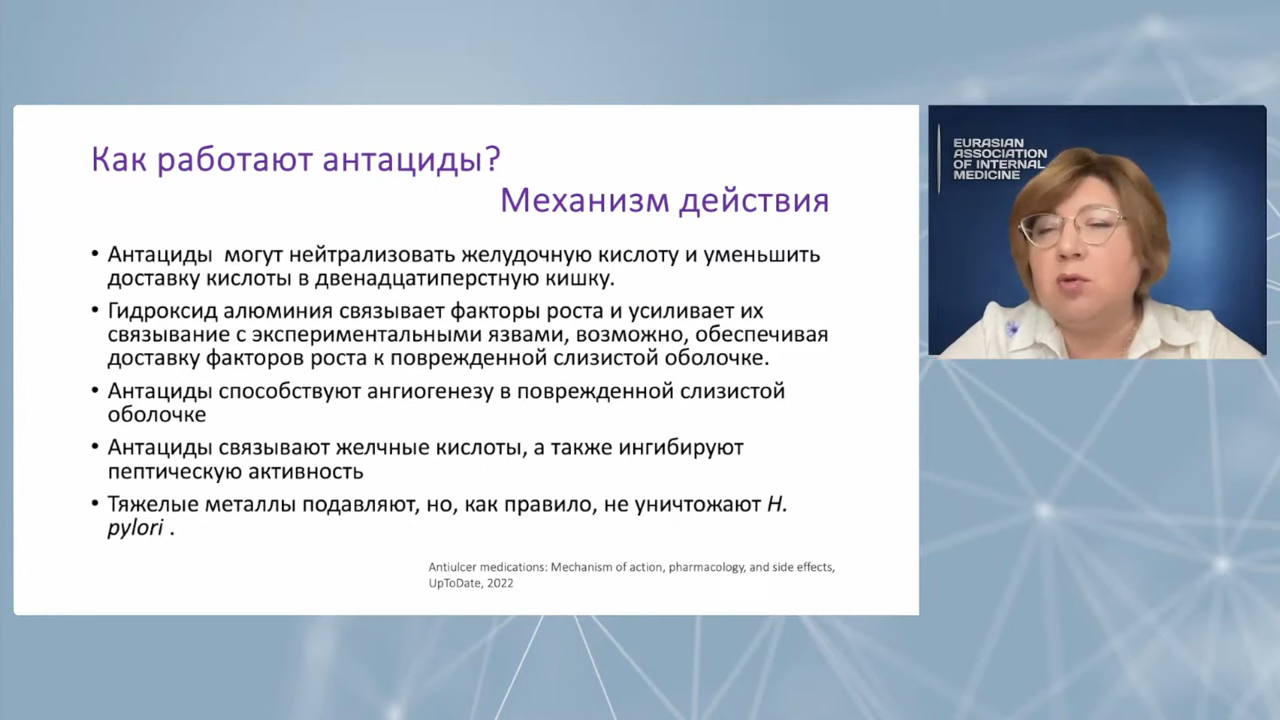 Как работают антациды?
Механизм действия
• Антациды могут нейтрализовать желудочную кислоту и уменьшить
доставку кислоты в двенадцатиперстную кишку.
• Гидроксид алюминия связывает факторы роста и усиливает их
связывание с экспериментальными язвами, возможно, обеспечивая
доставку факторов роста к поврежденной слизистой оболочке.
• Антациды способствуют ангиогенезу в поврежденной слизистой
оболочке
• Антациды связывают желчные кислоты, а также ингибируют
пептическую активность
• Тяжелые металлы подавляют, но, как правило, не уничтожают H.
pylori .
Antiulcer medications: Mechanism of action, pharmacology, and side effects,
UpToDate, 2022
EURASIAN
ASSOCIATION
OF INTERNAL
MEDICINE